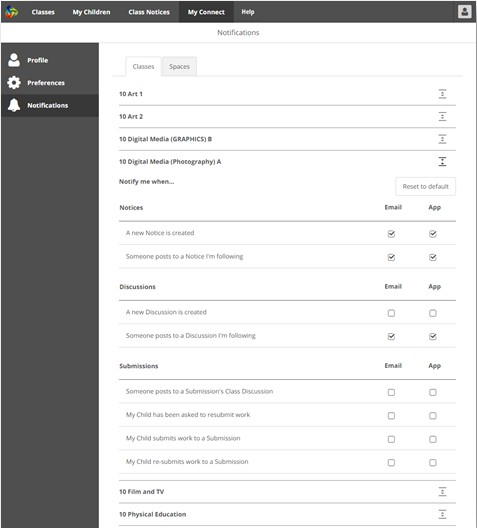 Classes My Children Class Notices My Connect Help
Notifications
Profile
Preferences
Notifications
Classes Spaces
10 Art 1
10 Art 2
10 Digital Media (GRAPHICS) B
10 Digital Media (Photography) A
Notify me when...
Reset to default
Notices Email App
A new Notice is created
Someone posts to a Notice I'm following
Discussions Email App
A new Discussion is created
Someone posts to a Discussion I'm following
Submissions Email App
Someone posts to a Submission's Class Discussion
My Child has been asked to resubmit work
My Child submits work to a Submission
My Child re-submits work to a Submission
10 Film and TV
10 Physical Education